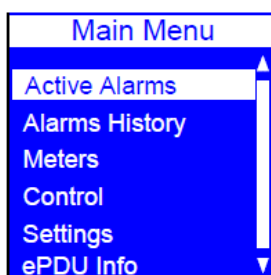 Main Menu
Active Alarms
Alarms History
Meters
Control
Settings
ePDU Info